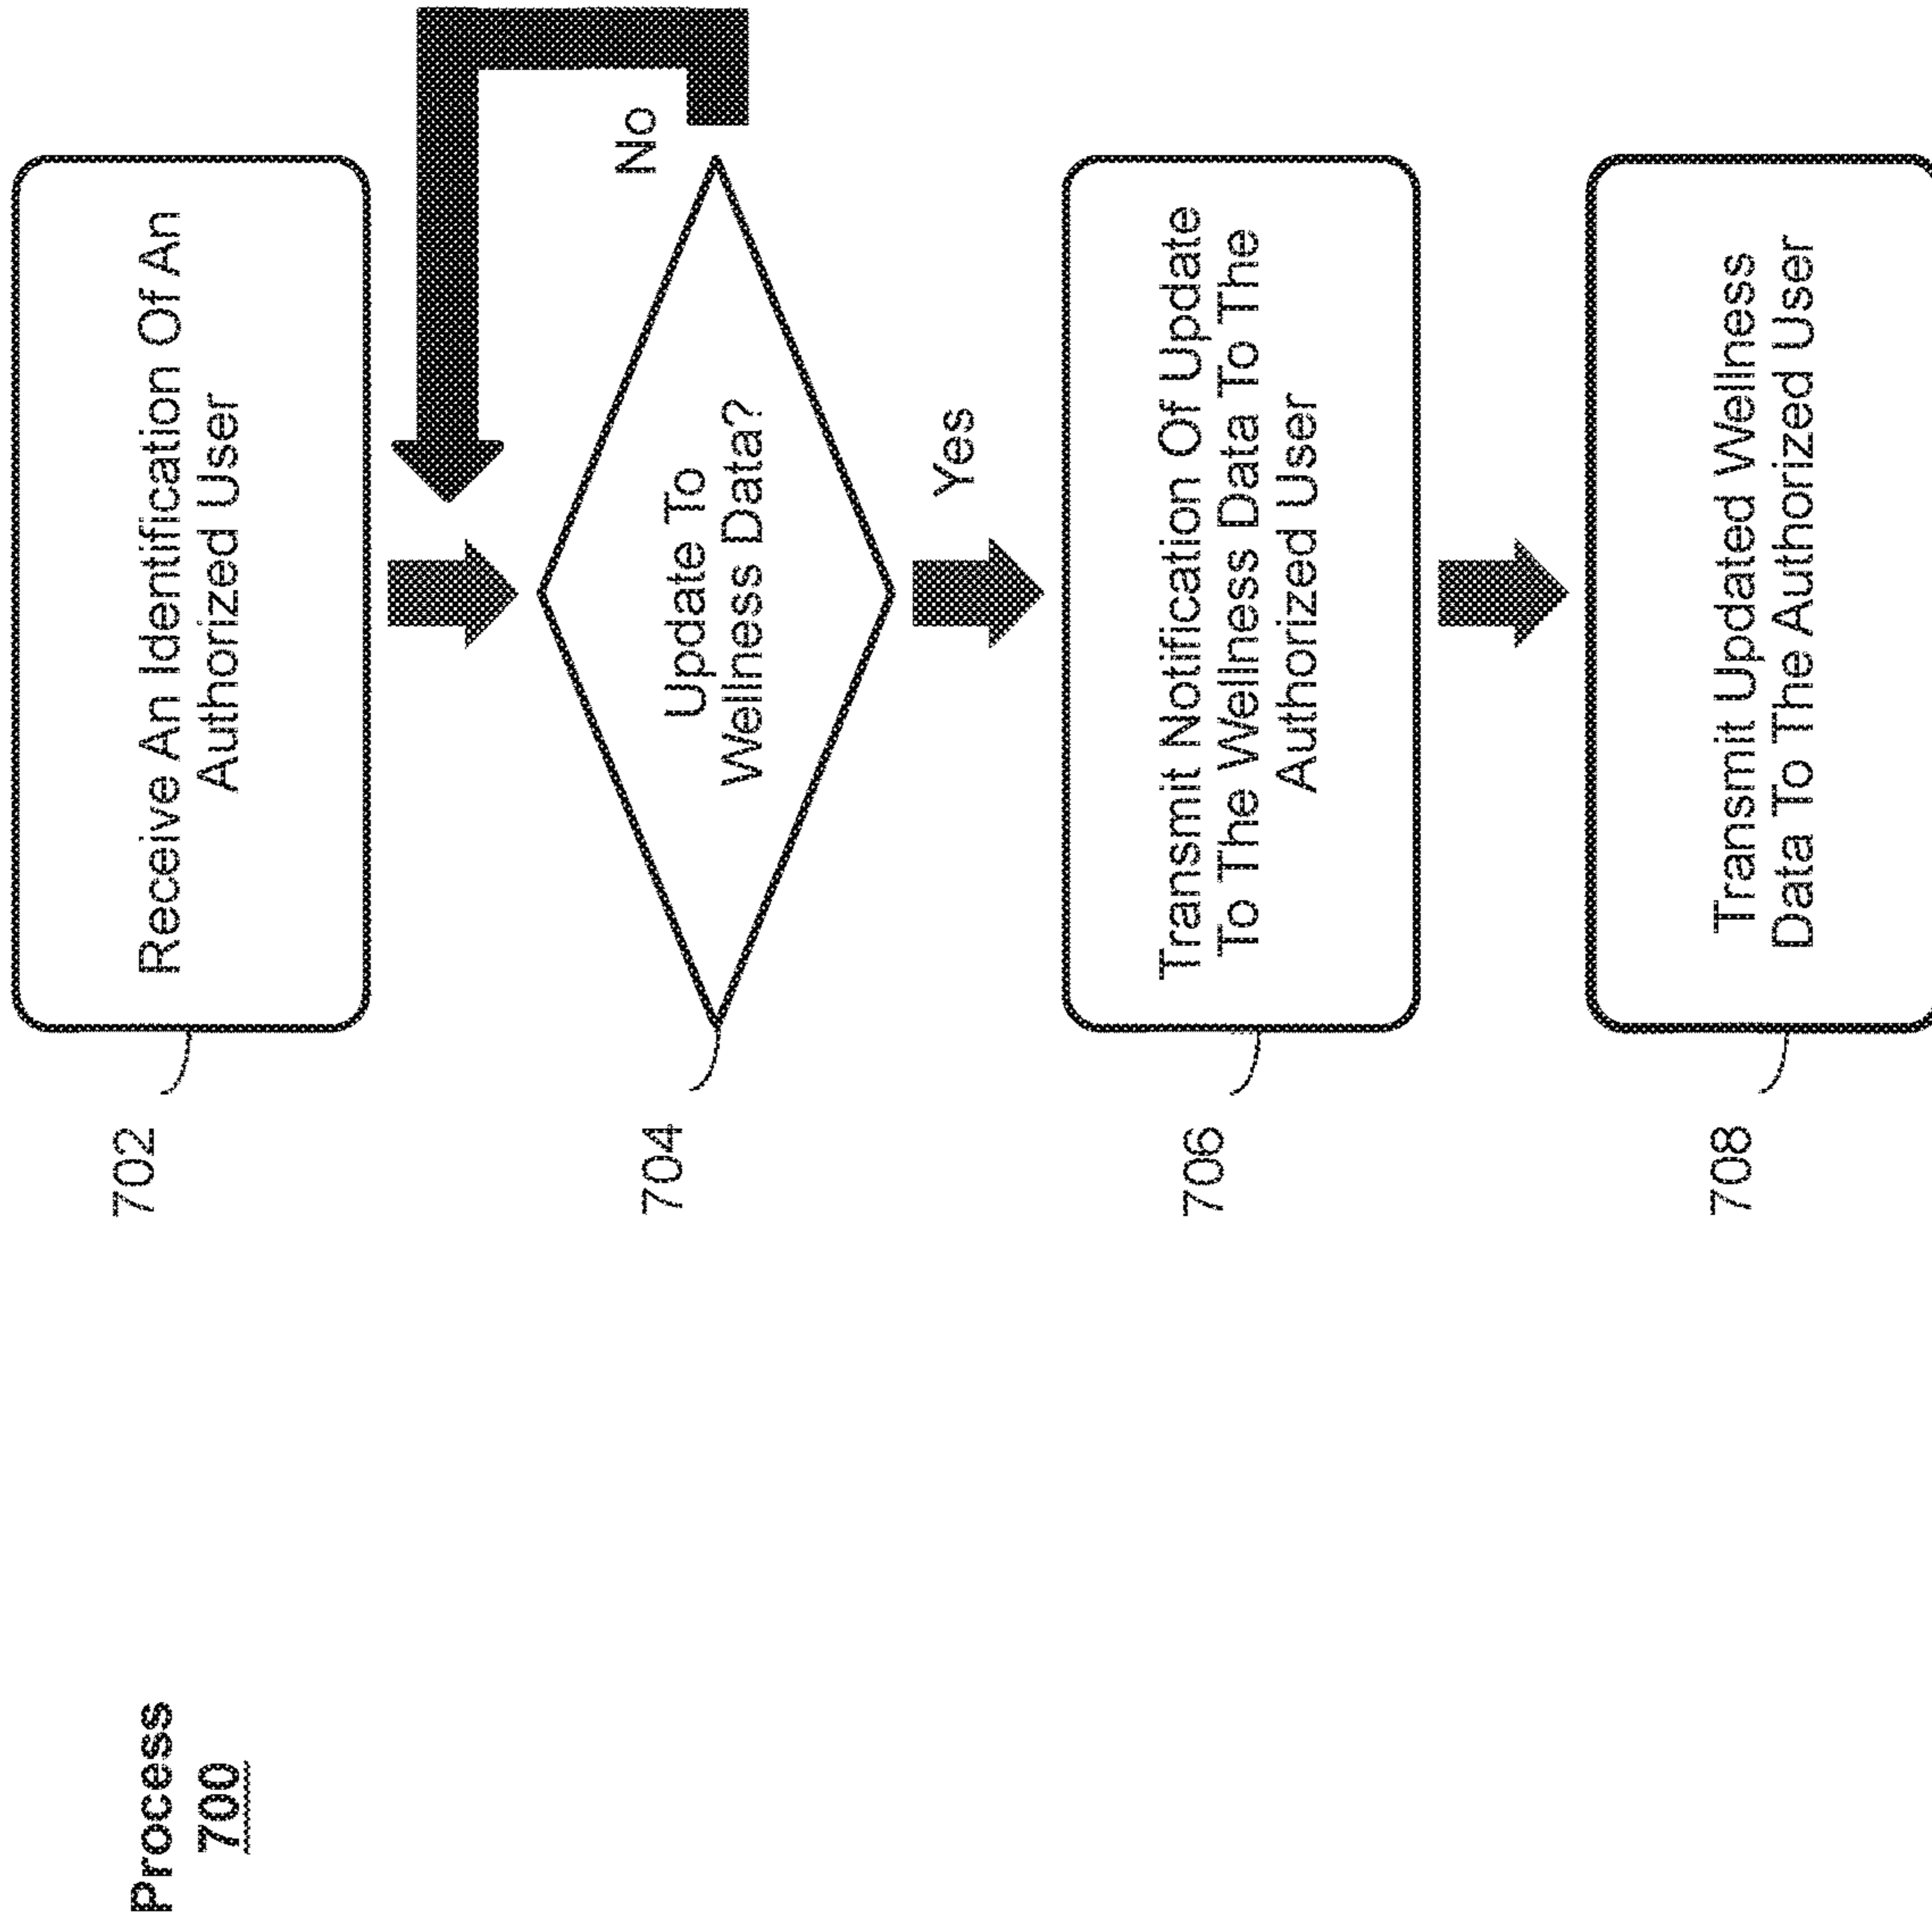 Process
700
702
Receive An Identification Of An
Authorized User
704
Update To
Wellness Data?
No
Yes
706
Transmit Notification Of Update
To The Wellness Data To The
Authorized User
708
Transmit Updated Wellness
Data To The Authorized User